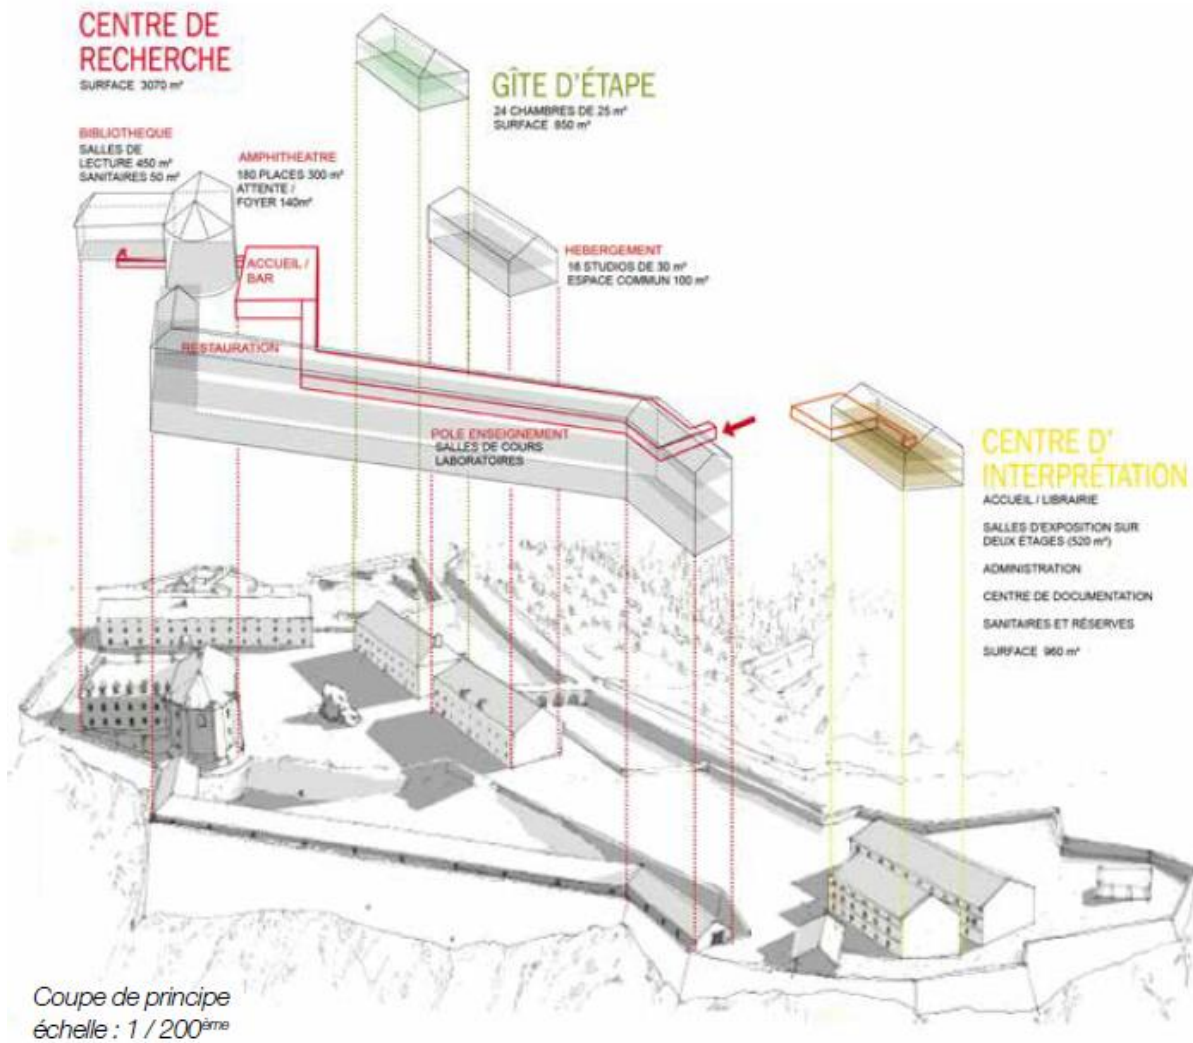 CENTRE DE
RECHERCHE
SURFACE 3070 m²
BIBLIOTHEQUE
SALLES DE
LECTURE 450 m²
SANITAIRES 50 m²
AMPHITHEATRE
180 PLACES 300 m²
ATTENTE /
FOYER 140m²
GÎTE D'ÉTAPE
24 CHAMBRES DE 25 m²
SURFACE 850 m²
HEBERGEMENT
16 STUDIOS DE 30 m²
ESPACE COMMUN 100 m²
ACCUEIL /
BAR
RESTAURATION
POLE ENSEIGNEMENT
SALLES DE COURS
LABORATOIRES
CENTRE D'
INTERPRÉTATION
ACCUEIL / LIBRAIRIE
SALLES D'EXPOSITION SUR
DEUX ÉTAGES (520 m²)
ADMINISTRATION
CENTRE DE DOCUMENTATION
SANITAIRES ET RÉSERVES
SURFACE 960 m²
Coupe de principe
échelle : 1 / 200ème